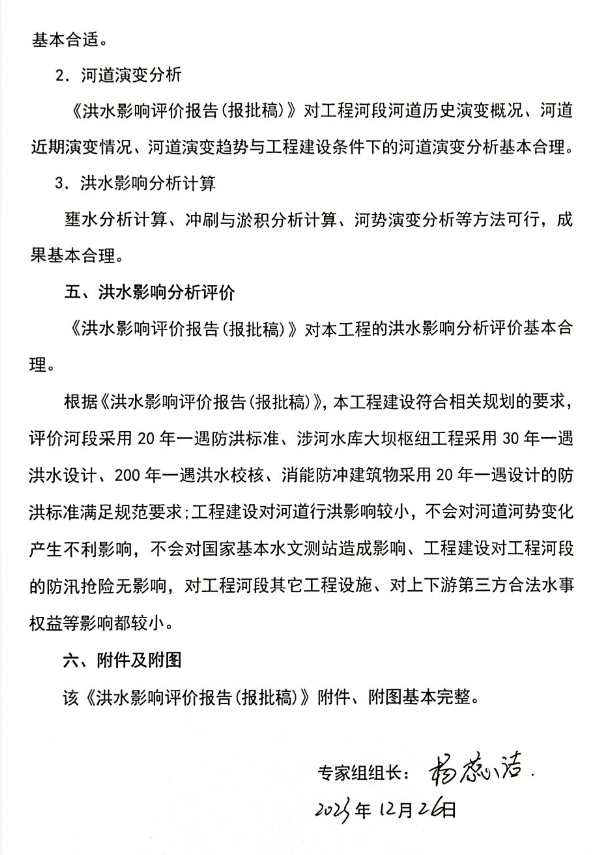 基本合适。
2．河道演变分析
《洪水影响评价报告(报批稿)》对工程河段河道历史演变概况、河道
近期演变情况、河道演变趋势与工程建设条件下的河道演变分析基本合理。
3．洪水影响分析计算
壅水分析计算、冲刷与淤积分析计算、河势演变分析等方法可行，成
果基本合理。
五、洪水影响分析评价
《洪水影响评价报告(报批稿)》对本工程的洪水影响分析评价基本合
理。
根据《洪水影响评价报告(报批稿)》，本工程建设符合相关规划的要求，
评价河段采用 20 年一遇防洪标准、涉河水库大坝枢纽工程采用 30 年一遇
洪水设计、200 年一遇洪水校核、消能防冲建筑物采用 20 年一遇设计的防
洪标准满足规范要求;工程建设对河道行洪影响较小，不会对河道河势变化
产生不利影响，不会对国家基本水文测站造成影响、工程建设对工程河段
的防汛抢险无影响，对工程河段其它工程设施、对上下游第三方合法水事
权益等影响都较小。
六、附件及附图
该《洪水影响评价报告(报批稿)》附件、附图基本完整。
专家组组长：杨
2023年12月26日